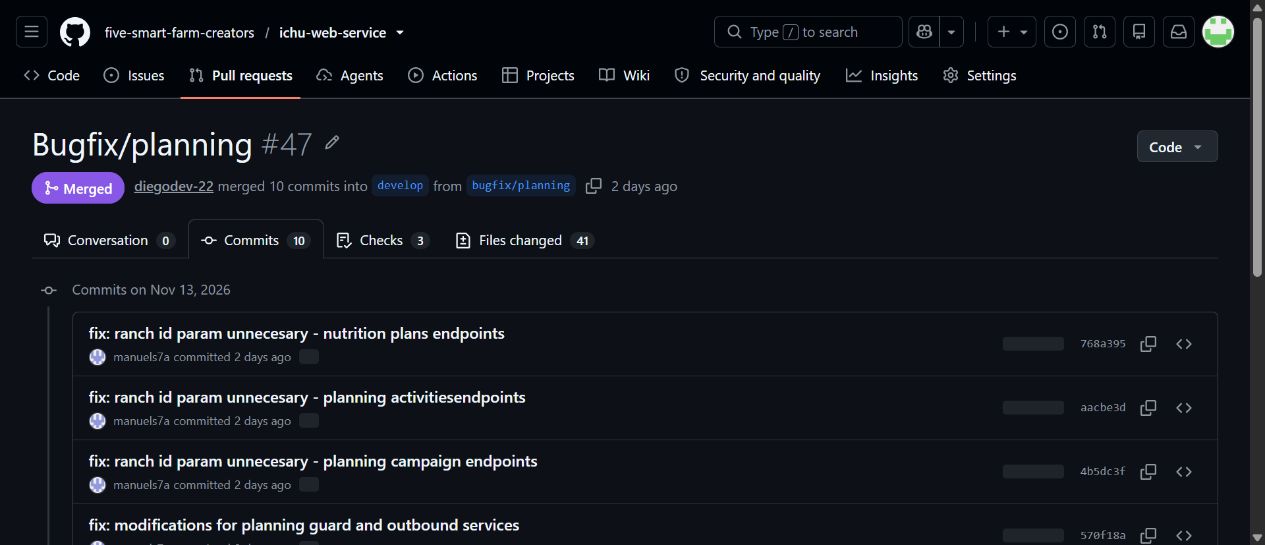 five-smart-farm-creators / ichu-web-service
Type / to search
Code Issues Pull requests Agents Actions Projects Wiki Security and quality Insights Settings
Bugfix/planning #47
Code
Merged diegodev-22 merged 10 commits into develop from bugfix/planning 2 days ago
Conversation 0 Commits 10 Checks 3 Files changed 41
Commits on Nov 13, 2026
fix: ranch id param unnecesary - nutrition plans endpoints
manuels7a committed 2 days ago
768a395
fix: ranch id param unnecesary - planning activitiesendpoints
manuels7a committed 2 days ago
aacbe3d
fix: ranch id param unnecesary - planning campaign endpoints
manuels7a committed 2 days ago
4b5dc3f
fix: modifications for planning guard and outbound services
570f18a